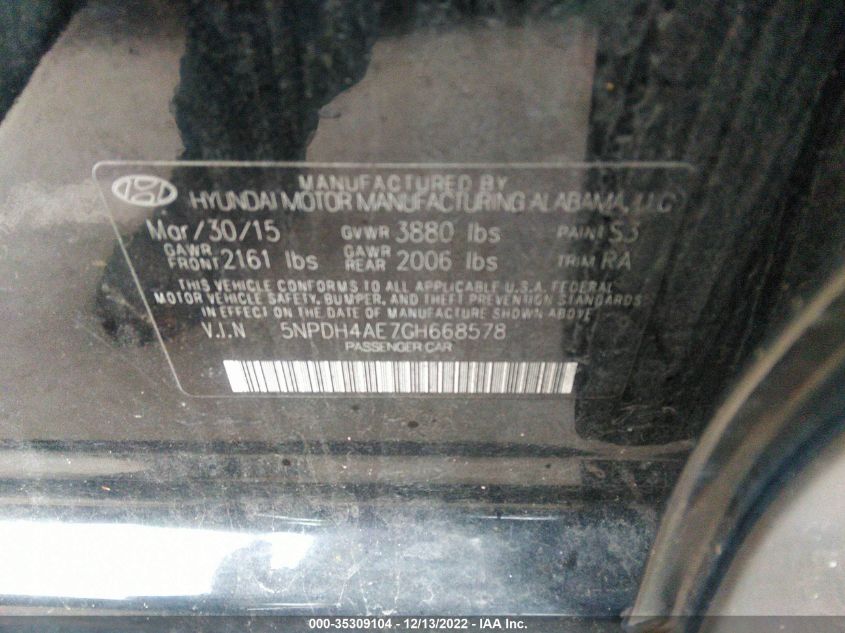 MANUFACTURED BY
HYUNDAI MOTOR MANUFACTURING ALABAMA, LLC
Mar/30/15 GVWR 3880 lbs PAINT S3
GAWR FRONT 2161 lbs GAWR REAR 2006 lbs TRIM RA
THIS VEHICLE CONFORMS TO ALL APPLICABLE U.S.A. FEDERAL
MOTOR VEHICLE SAFETY, BUMPER, AND THEFT PREVENTION STANDARDS
IN EFFECT ON THE DATE OF MANUFACTURE SHOWN ABOVE
V.I.N 5NPDH4AE7GH668578
PASSENGER CAR
000-35309104 - 12/13/2022 - IAA Inc.